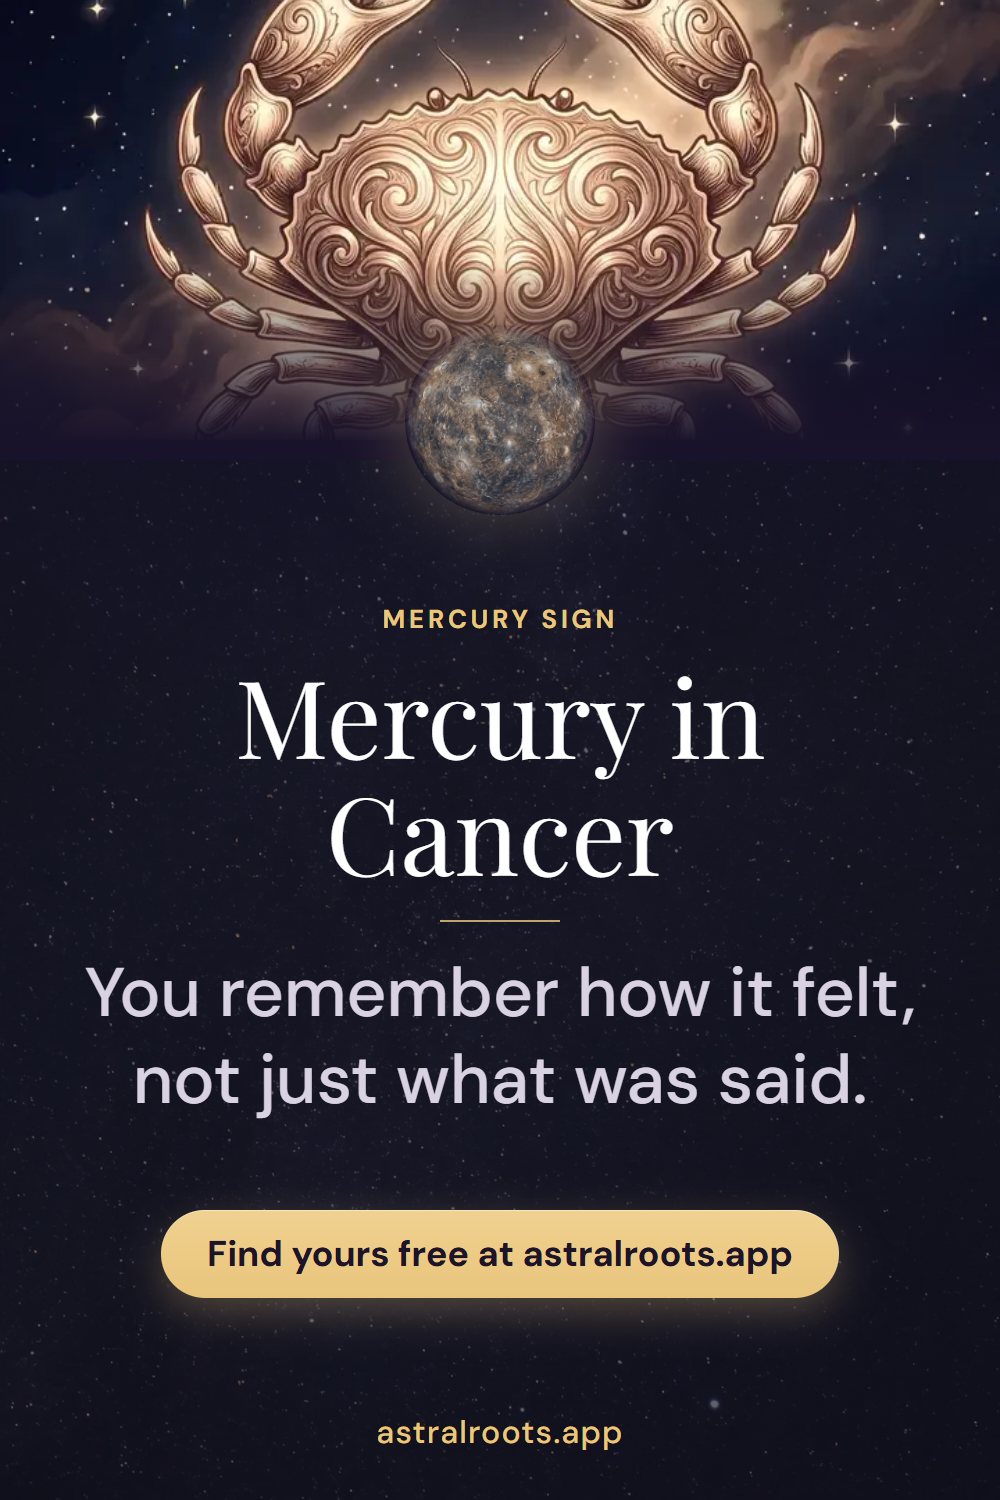 MERCURY SIGN
Mercury in
Cancer
You remember how it felt,
not just what was said.
Find yours free at astralroots.app
astralroots.app